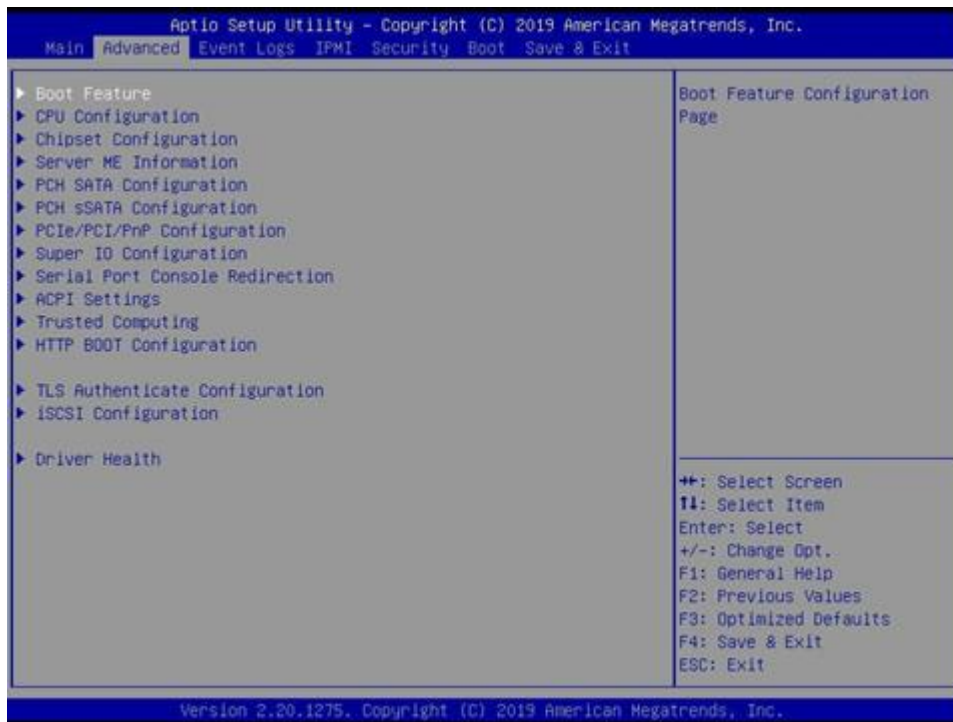 Aptio Setup Utility – Copyright (C) 2019 American Megatrends, Inc.
Main Advanced Event Logs IPMI Security Boot Save & Exit
▶ Boot Feature
▶ CPU Configuration
▶ Chipset Configuration
▶ Server ME Information
▶ PCH SATA Configuration
▶ PCH sSATA Configuration
▶ PCIe/PCI/PnP Configuration
▶ Super IO Configuration
▶ Serial Port Console Redirection
▶ ACPI Settings
▶ Trusted Computing
▶ HTTP BOOT Configuration
▶ TLS Authenticate Configuration
▶ iSCSI Configuration
▶ Driver Health
Boot Feature Configuration
Page
→←: Select Screen
↑↓: Select Item
Enter: Select
+/-: Change Opt.
F1: General Help
F2: Previous Values
F3: Optimized Defaults
F4: Save & Exit
ESC: Exit
Version 2.20.1275. Copyright (C) 2019 American Megatrends, Inc.